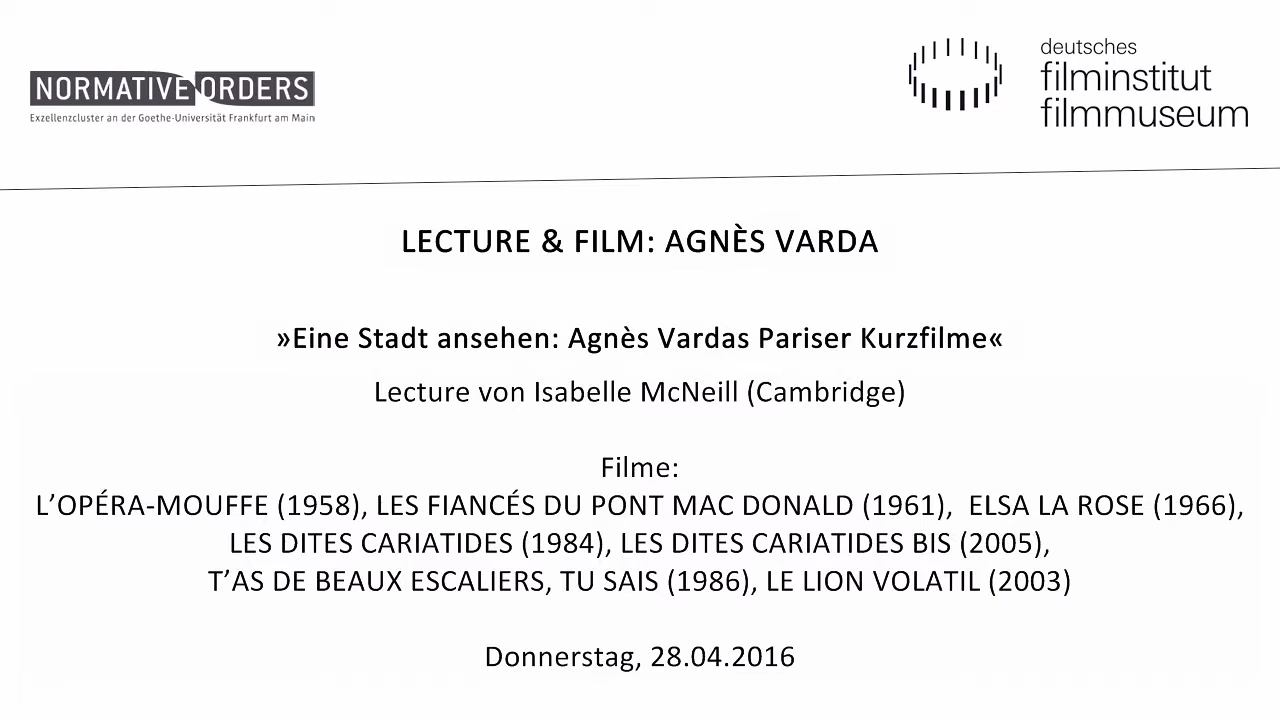 NORMATIVE ORDERS
Exzellenzcluster an der Goethe-Universität Frankfurt am Main
deutsches
filminstitut
filmmuseum
LECTURE & FILM: AGNÈS VARDA
»Eine Stadt ansehen: Agnès Vardas Pariser Kurzfilme«
Lecture von Isabelle McNeill (Cambridge)
Filme:
L’OPÉRA-MOUFFE (1958), LES FIANCÉS DU PONT MAC DONALD (1961), ELSA LA ROSE (1966),
LES DITES CARIATIDES (1984), LES DITES CARIATIDES BIS (2005),
T’AS DE BEAUX ESCALIERS, TU SAIS (1986), LE LION VOLATIL (2003)
Donnerstag, 28.04.2016